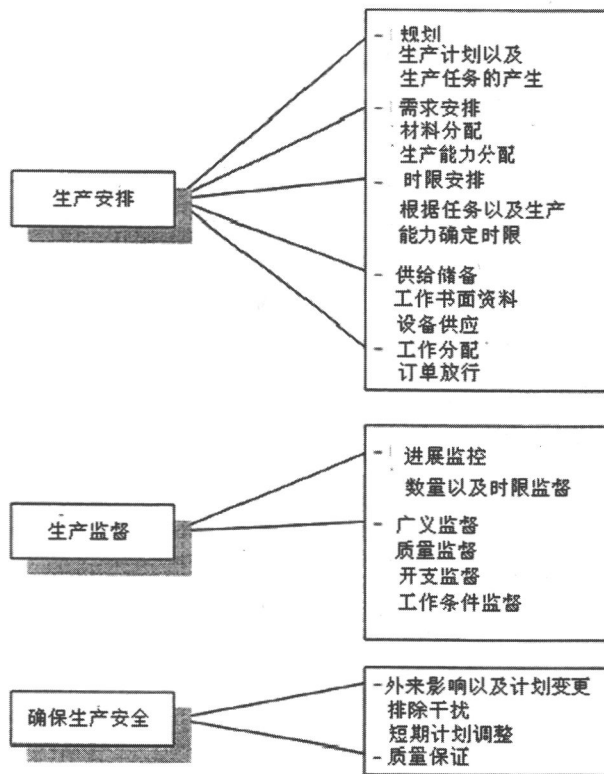 生产安排
- 规划
生产计划以及
生产任务的产生
- 需求安排
材料分配
生产能力分配
- 时限安排
根据任务以及生产
能力确定时限
- 供给储备
工作书面资料
设备供应
- 工作分配
订单放行
生产监督
- 进展监控
数量以及时限监督
- 广义监督
质量监督
开支监督
工作条件监督
确保生产安全
-外来影响以及计划变更
排除干扰
短期计划调整
- 质量保证